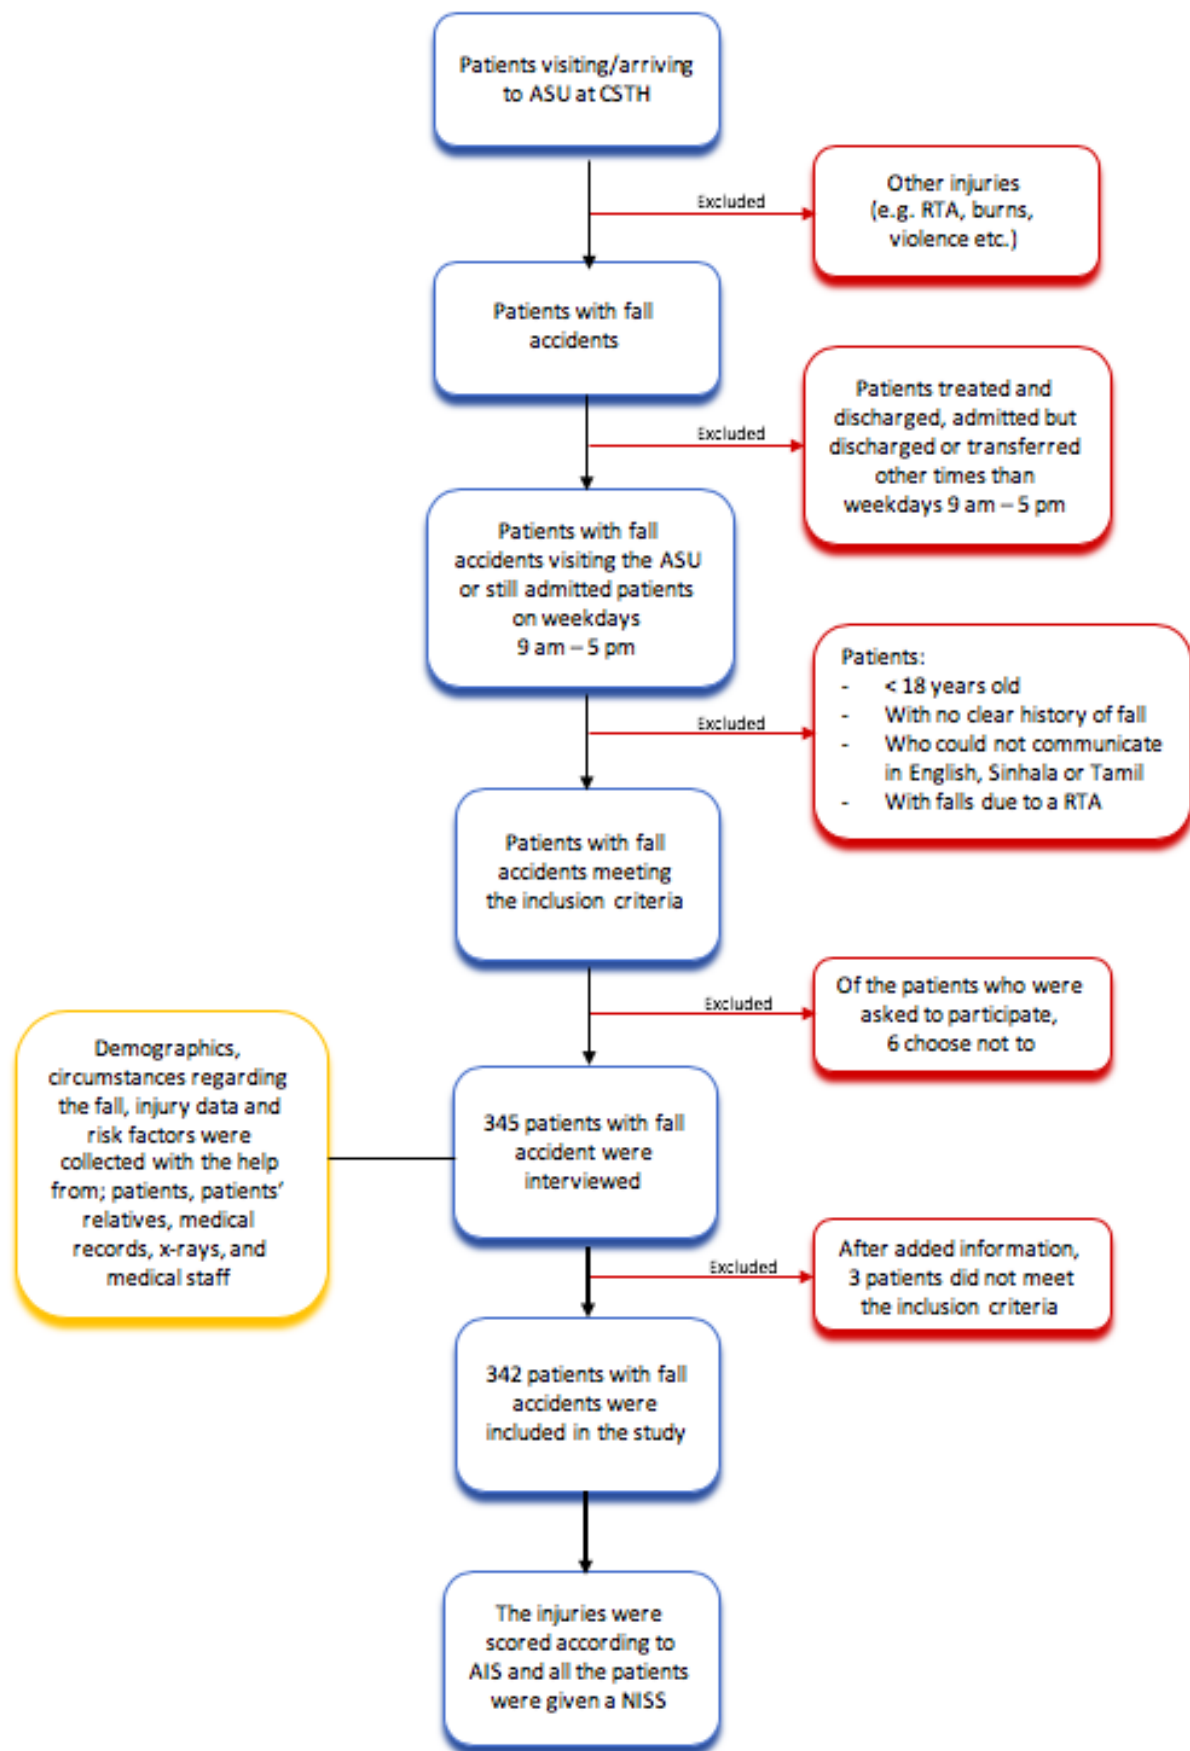 Patients visiting/arriving
to ASU at CSTH
Excluded
Other injuries
(e.g. RTA, burns,
violence etc.)
Patients with fall
accidents
Excluded
Patients treated and
discharged, admitted but
discharged or transferred
other times than
weekdays 9 am – 5 pm
Patients with fall
accidents visiting the ASU
or still admitted patients
on weekdays
9 am – 5 pm
Excluded
Patients:
- < 18 years old
- With no clear history of fall
- Who could not communicate
in English, Sinhala or Tamil
- With falls due to a RTA
Patients with fall
accidents meeting
the inclusion criteria
Excluded
Of the patients who were
asked to participate,
6 choose not to
Demographics,
circumstances regarding
the fall, injury data and
risk factors were
collected with the help
from; patients, patients’
relatives, medical
records, x-rays, and
medical staff
345 patients with fall
accident were
interviewed
Excluded
After added information,
3 patients did not meet
the inclusion criteria
342 patients with fall
accidents were
included in the study
The injuries were
scored according to
AIS and all the patients
were given a NISS